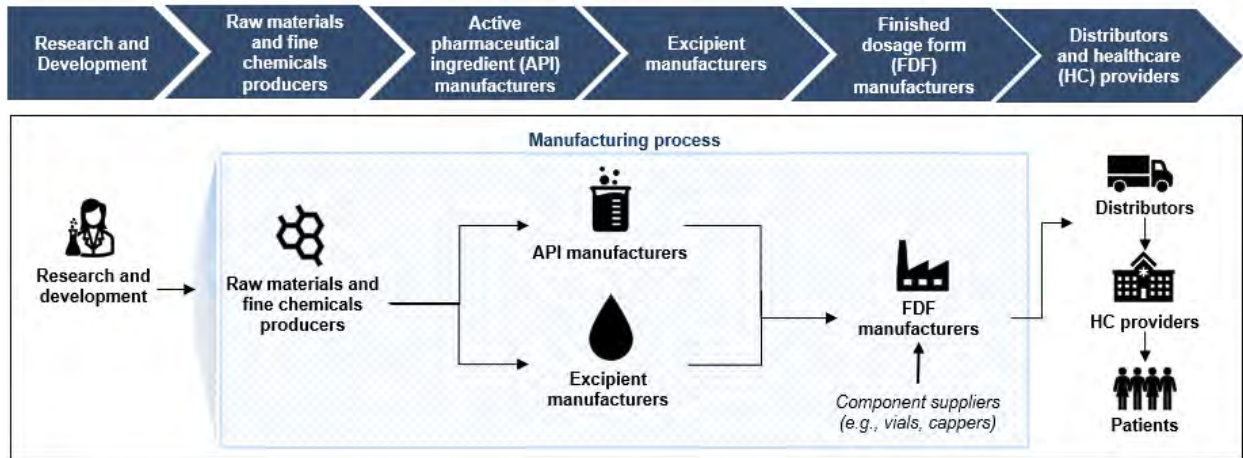 Research and
Development
Raw materials
and fine
chemicals
producers
Active
pharmaceutical
ingredient (API)
manufacturers
Excipient
manufacturers
Finished
dosage form
(FDF)
manufacturers
Distributors
and healthcare
(HC) providers
Manufacturing process
Research and
development
Raw materials and
fine chemicals
producers
API manufacturers
Excipient
manufacturers
FDF
manufacturers
Component suppliers
(e.g., vials, cappers)
Distributors
HC providers
Patients